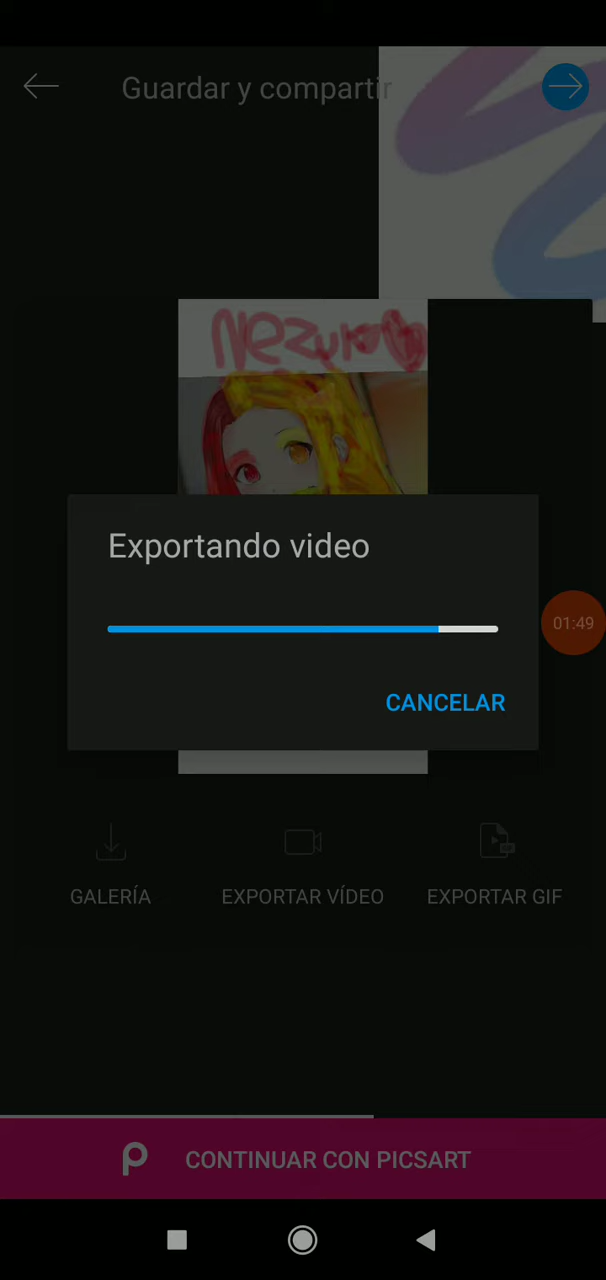 Guardar y compartir
Nezuko
Exportando video
01:49
CANCELAR
GALERÍA
EXPORTAR VÍDEO
EXPORTAR GIF
CONTINUAR CON PICSART